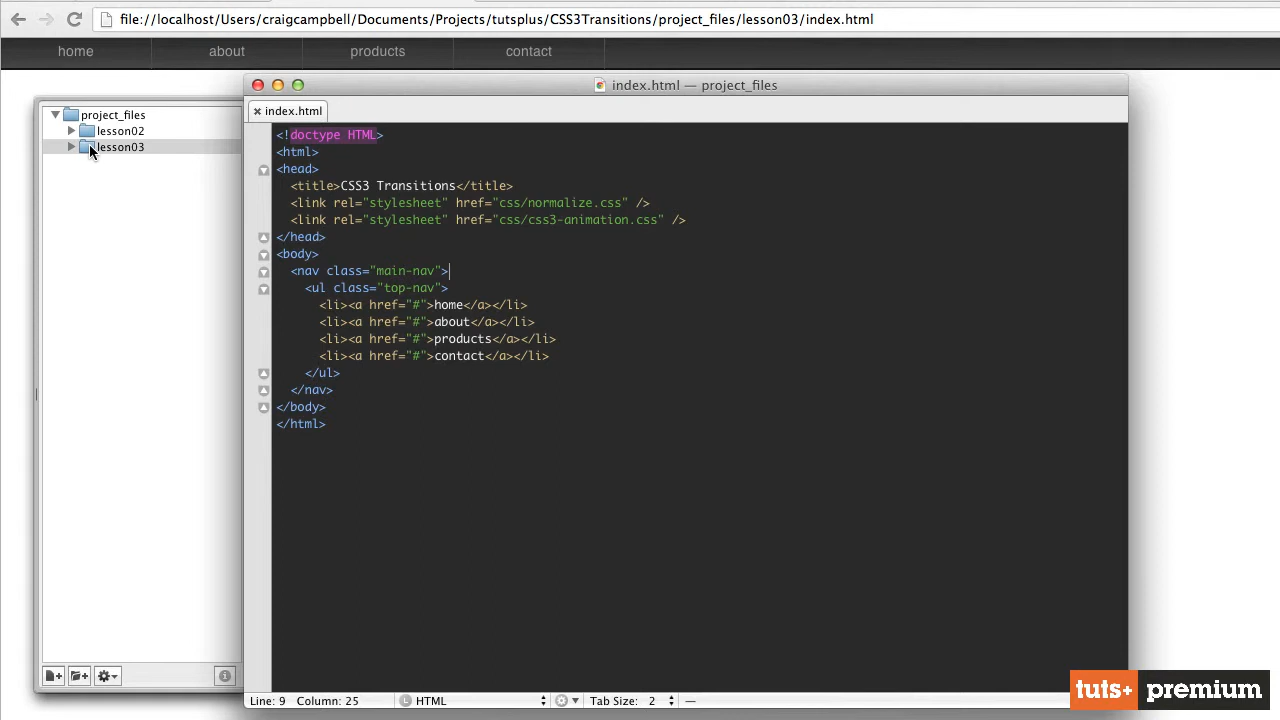 file://localhost/Users/craigcampbell/Documents/Projects/tutsplus/CSS3Transitions/project_files/lesson03/index.html
home about products contact
index.html — project_files
project_files
lesson02
lesson03
index.html
<!doctype HTML>
<html>
<head>
<title>CSS3 Transitions</title>
<link rel="stylesheet" href="css/normalize.css" />
<link rel="stylesheet" href="css/css3-animation.css" />
</head>
<body>
<nav class="main-nav">
<ul class="top-nav">
<li><a href="#">home</a></li>
<li><a href="#">about</a></li>
<li><a href="#">products</a></li>
<li><a href="#">contact</a></li>
</ul>
</nav>
</body>
</html>
Line: 9 Column: 25 L HTML Tab Size: 2 —
tuts+ premium